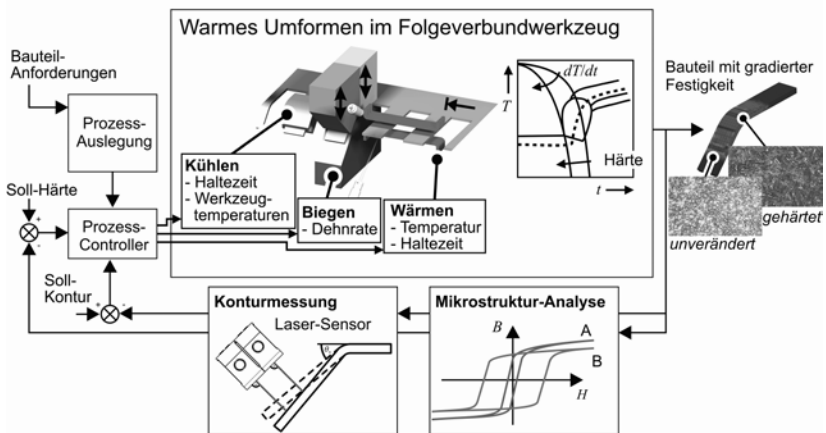 Warmes Umformen im Folgeverbundwerkzeug
Bauteil-
Anforderungen
Prozess-
Auslegung
Soll-Härte
+
-
Prozess-
Controller
Soll-
Kontur
+
-
Kühlen
- Haltezeit
- Werkzeug-
temperaturen
Biegen
- Dehnrate
Wärmen
- Temperatur
- Haltezeit
T
dT/dt
Härte
t
Bauteil mit gradierter
Festigkeit
gehärtet
unverändert
Konturmessung
Laser-Sensor
Mikrostruktur-Analyse
B
A
B
H